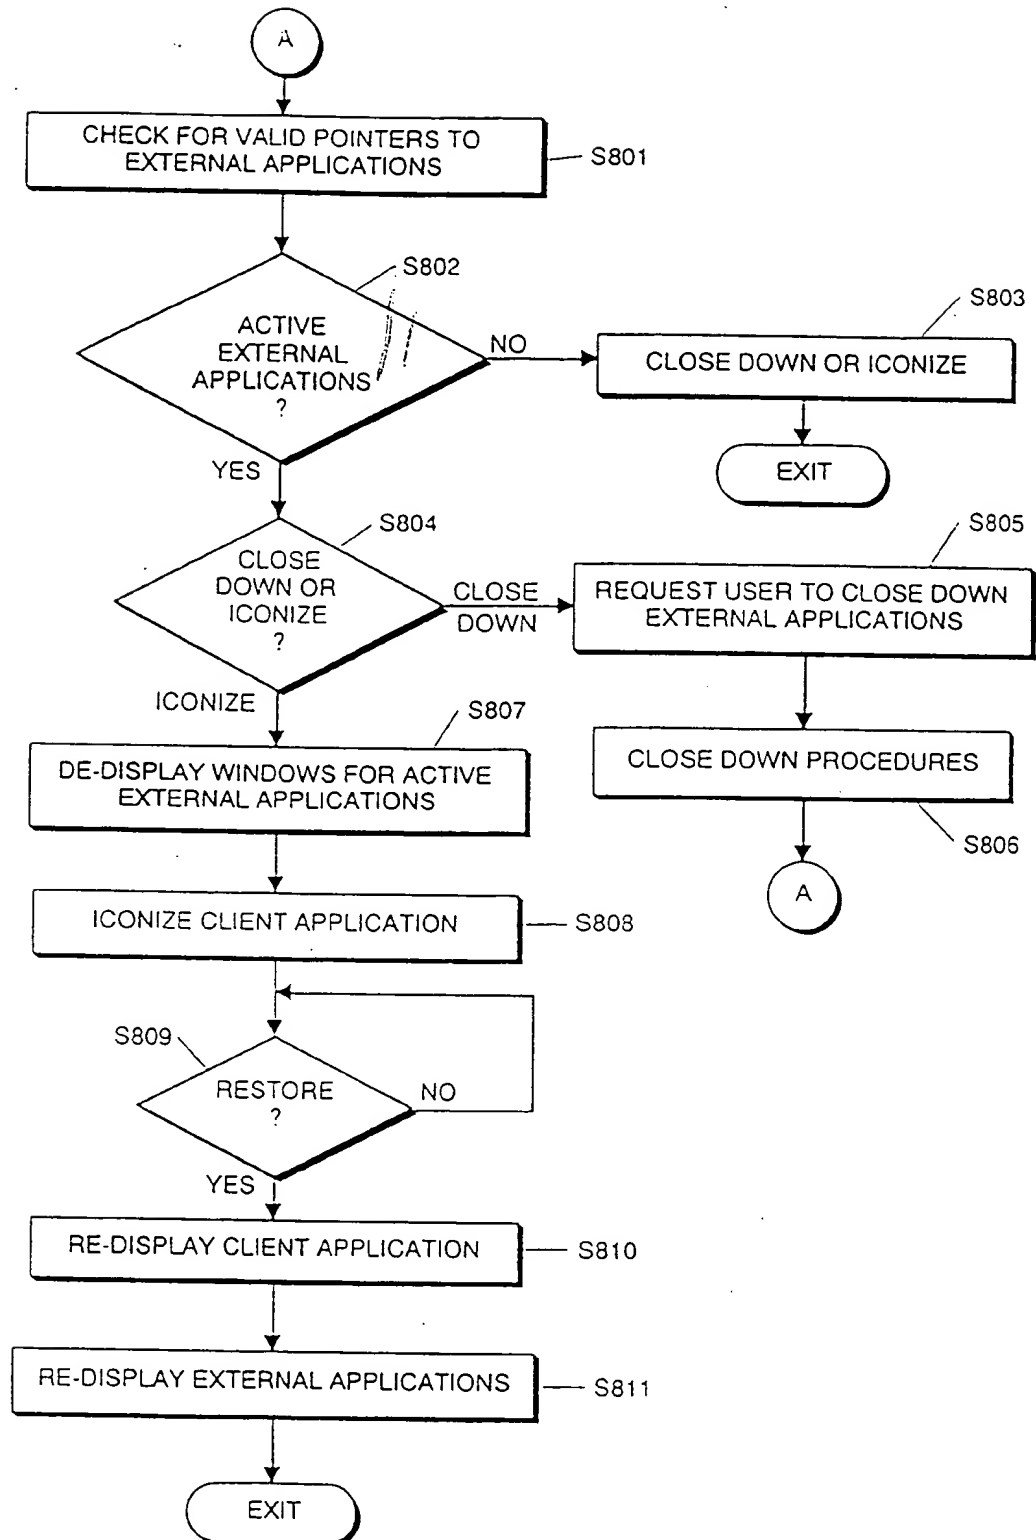 A
CHECK FOR VALID POINTERS TO
EXTERNAL APPLICATIONS
S801
S802
ACTIVE
EXTERNAL
APPLICATIONS
?
NO
S803
CLOSE DOWN OR ICONIZE
EXIT
YES
S804
CLOSE
DOWN OR
ICONIZE
?
CLOSE
DOWN
S805
REQUEST USER TO CLOSE DOWN
EXTERNAL APPLICATIONS
ICONIZE
S807
DE-DISPLAY WINDOWS FOR ACTIVE
EXTERNAL APPLICATIONS
CLOSE DOWN PROCEDURES
S806
A
ICONIZE CLIENT APPLICATION
S808
S809
RESTORE
?
NO
YES
RE-DISPLAY CLIENT APPLICATION
S810
RE-DISPLAY EXTERNAL APPLICATIONS
S811
EXIT